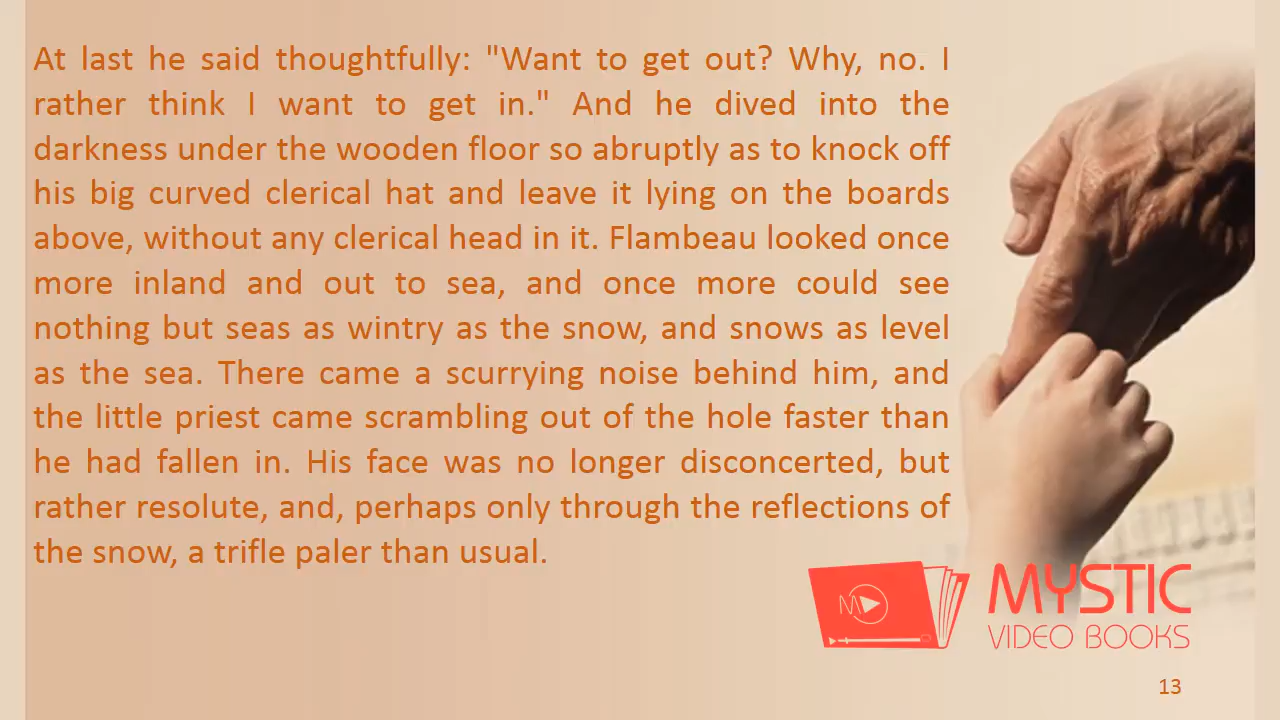 At last he said thoughtfully: "Want to get out? Why, no. I
rather think I want to get in." And he dived into the
darkness under the wooden floor so abruptly as to knock off
his big curved clerical hat and leave it lying on the boards
above, without any clerical head in it. Flambeau looked once
more inland and out to sea, and once more could see
nothing but seas as wintry as the snow, and snows as level
as the sea. There came a scurrying noise behind him, and
the little priest came scrambling out of the hole faster than
he had fallen in. His face was no longer disconcerted, but
rather resolute, and, perhaps only through the reflections of
the snow, a trifle paler than usual.
M
MYSTIC
VIDEO BOOKS
13